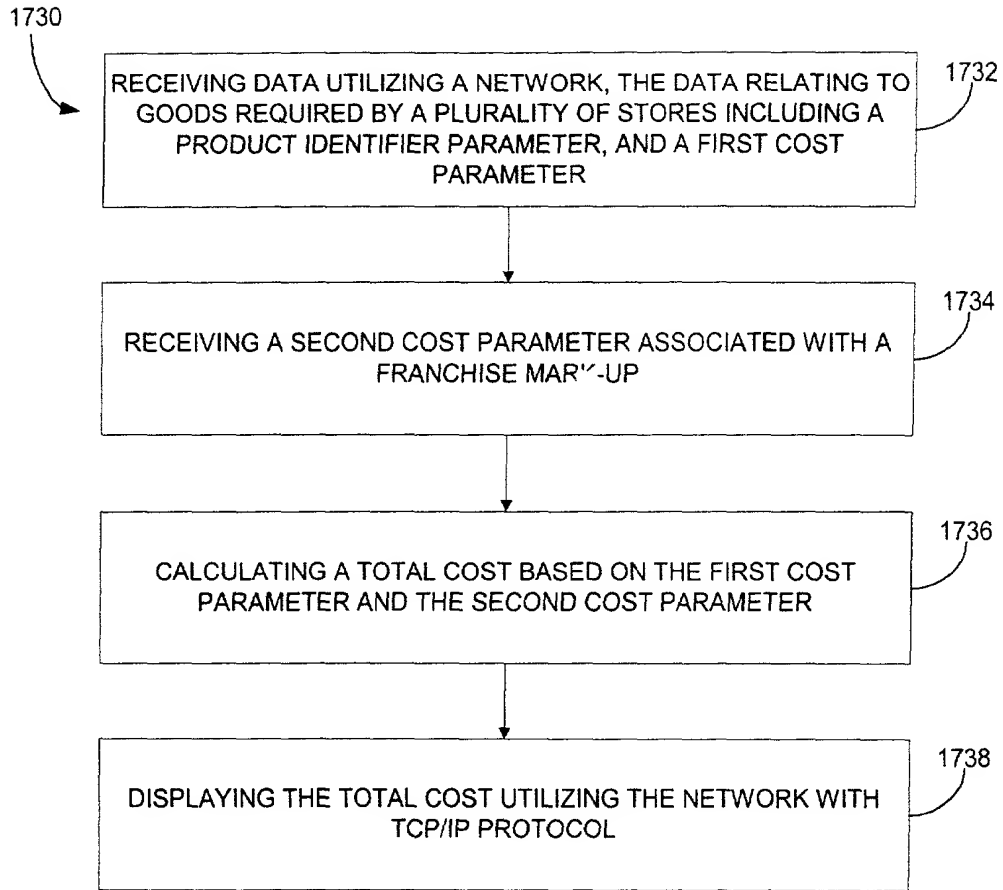 1730
RECEIVING DATA UTILIZING A NETWORK, THE DATA RELATING TO
GOODS REQUIRED BY A PLURALITY OF STORES INCLUDING A
PRODUCT IDENTIFIER PARAMETER, AND A FIRST COST
PARAMETER
1732
RECEIVING A SECOND COST PARAMETER ASSOCIATED WITH A
FRANCHISE
1734
CALCULATING A TOTAL COST BASED ON THE FIRST COST
PARAMETER AND THE SECOND COST PARAMETER
1736
DISPLAYING THE TOTAL COST UTILIZING THE NETWORK WITH
TCP/IP PROTOCOL
1738